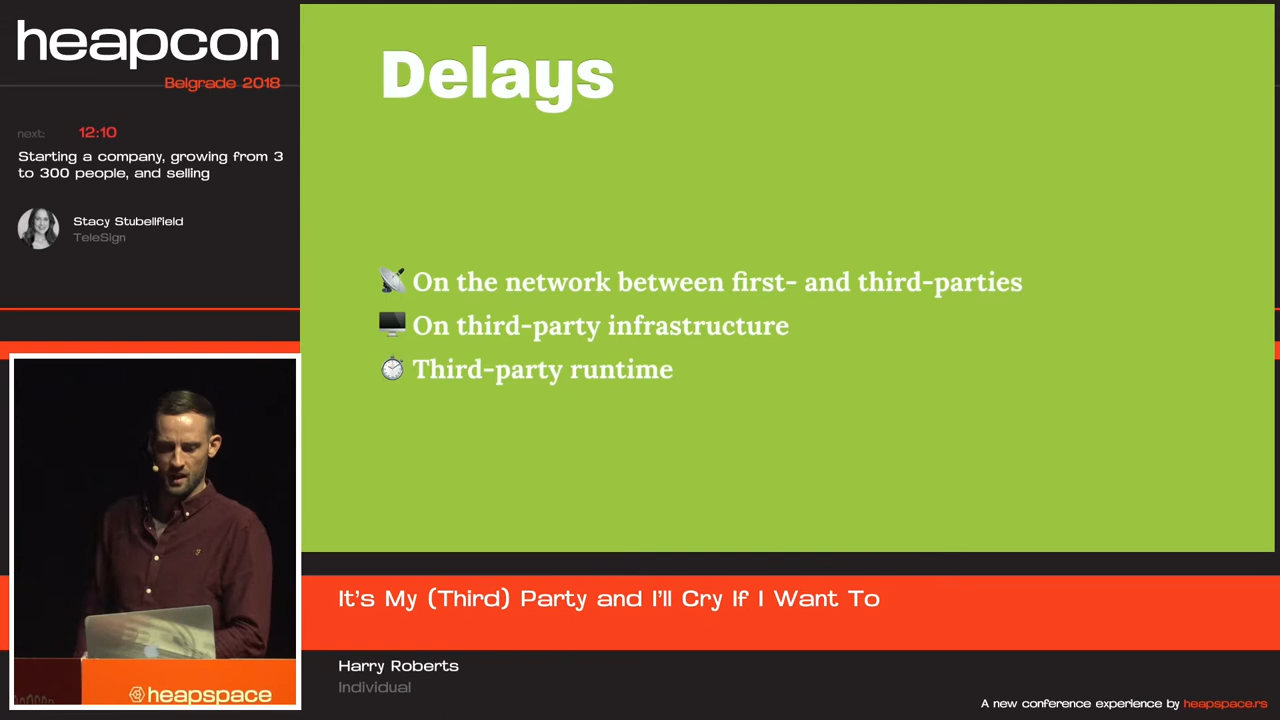 heapcon
Belgrade 2018
next: 12:10
Starting a company, growing from 3
to 300 people, and selling
Stacy Stubellfield
TeleSign
Delays
On the network between first- and third-parties
On third-party infrastructure
Third-party runtime
heapspace
It's My (Third) Party and I'll Cry If I Want To
Harry Roberts
Individual
A new conference experience by heapspace.rs